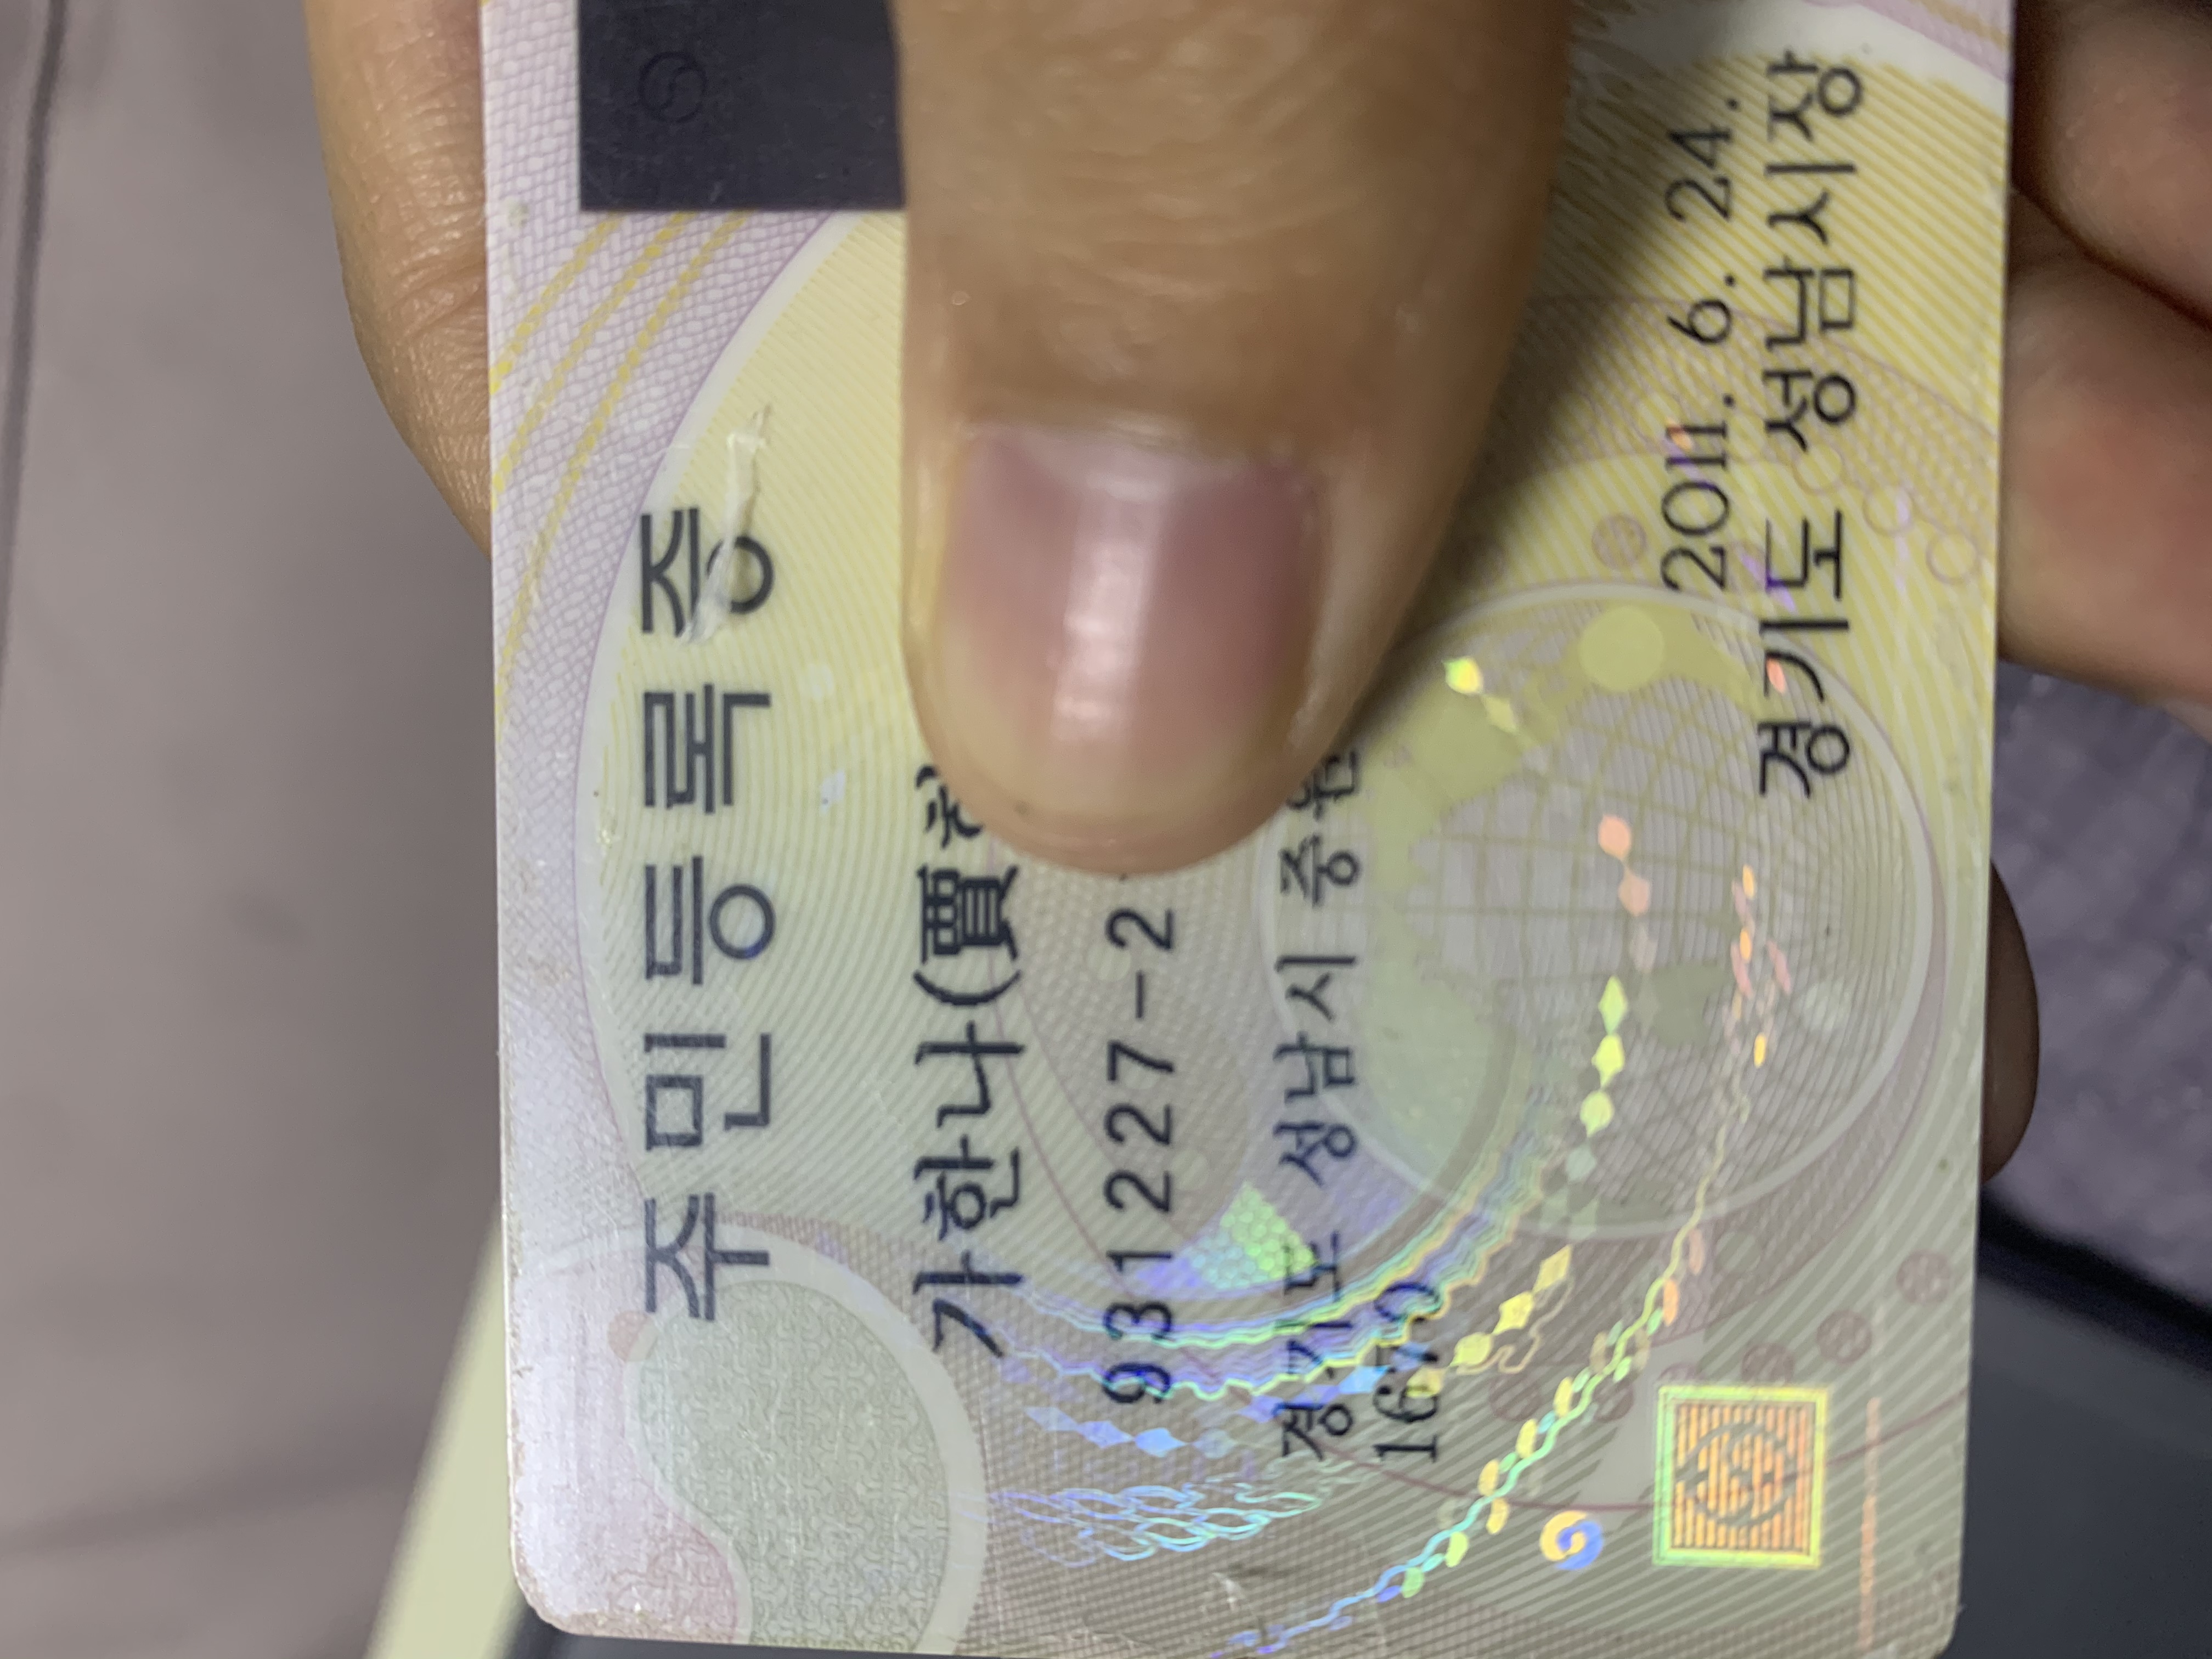 주민등록증
가한나(賈
931227-2
경기도 성남시 중원
2011. 6. 24.
경기도 성남시장